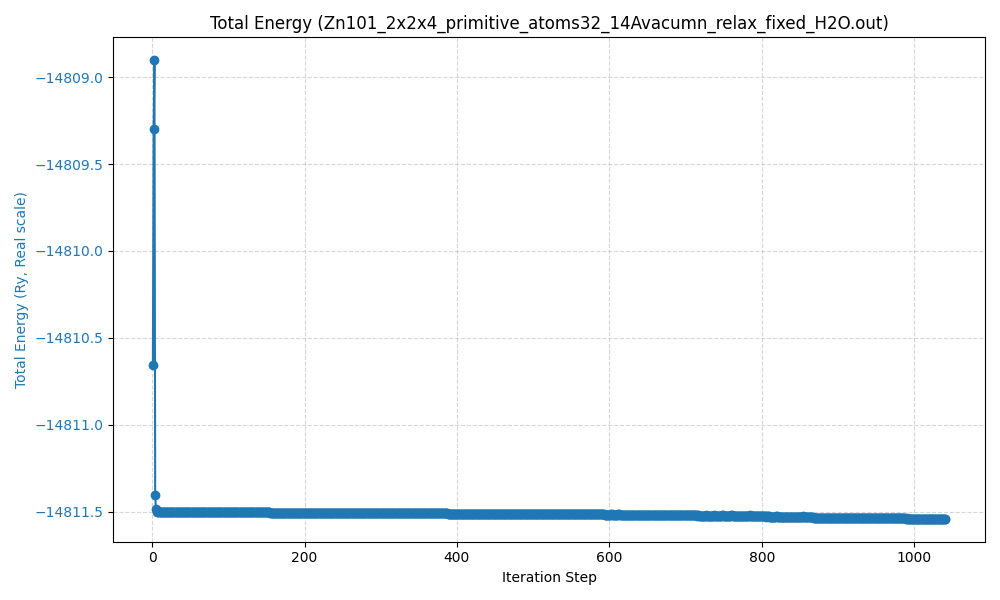 Total Energy (Zn101_2x2x4_primitive_atoms32_14Avacumn_relax_fixed_H2O.out)
Total Energy (Ry, Real scale)
−14809.0
−14809.5
−14810.0
−14810.5
−14811.0
−14811.5
0 200 400 600 800 1000
Iteration Step